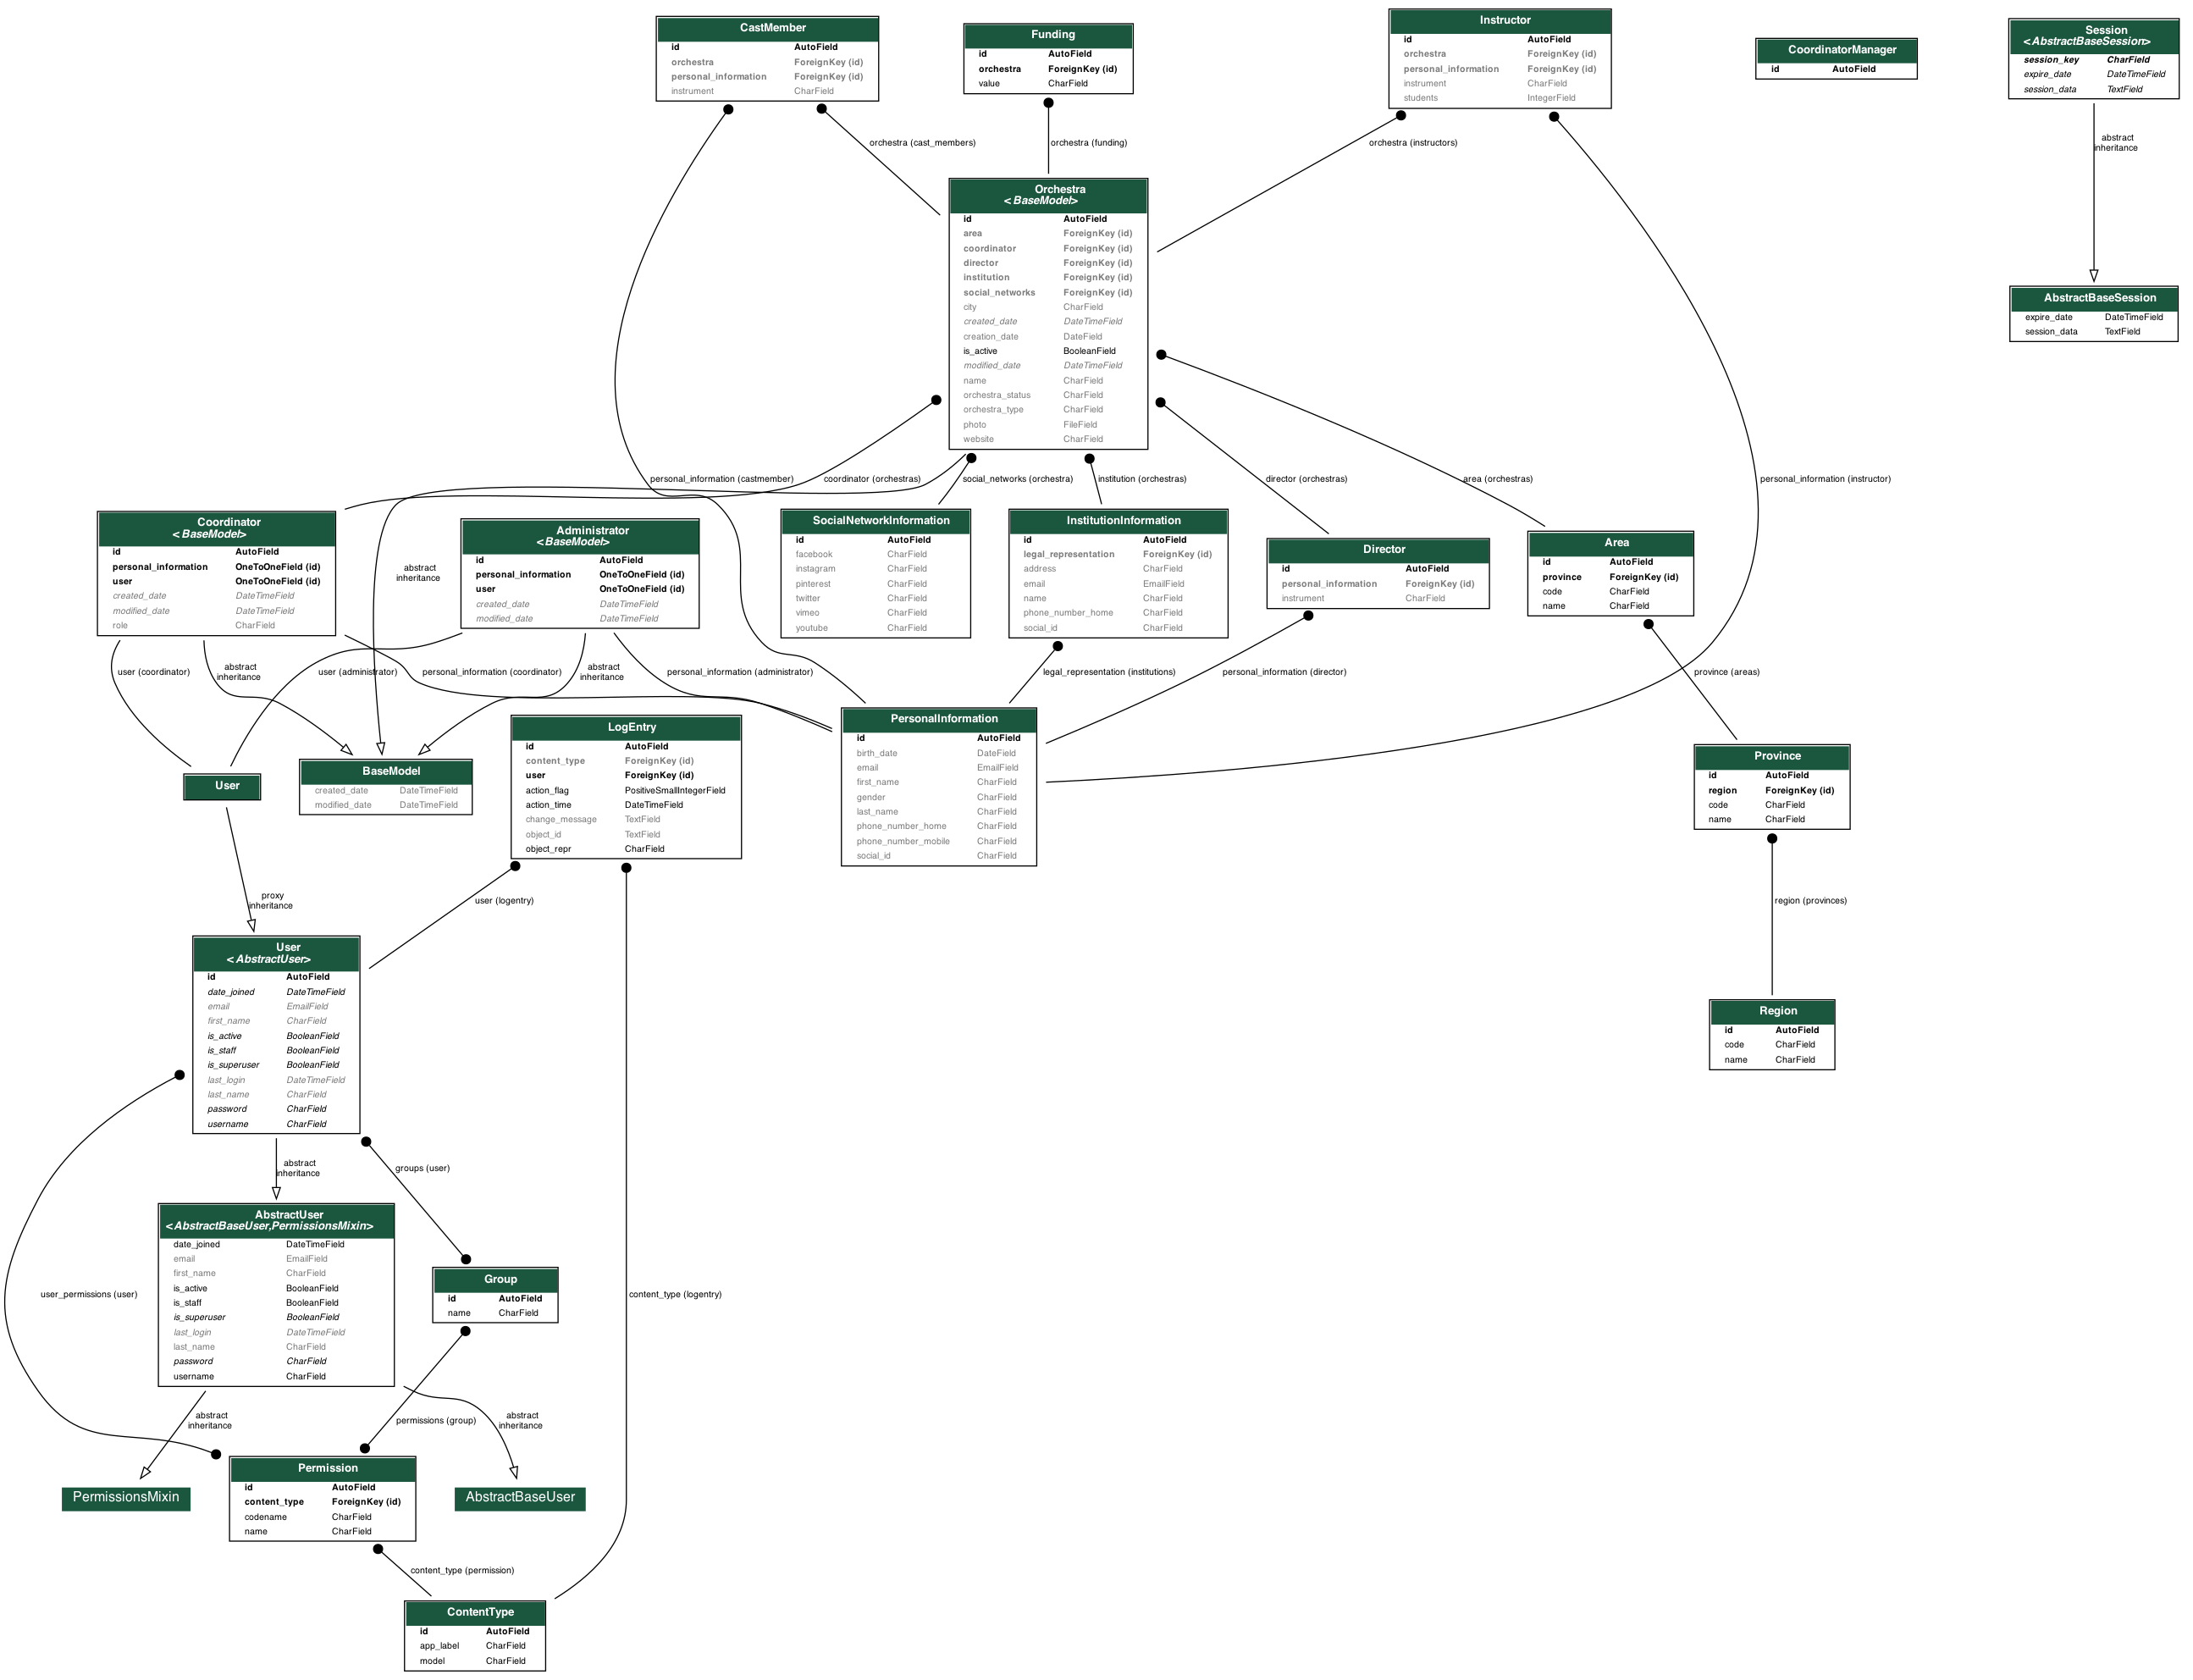 CastMember
id AutoField
orchestra ForeignKey (id)
personal_information ForeignKey (id)
instrument CharField
Funding
id AutoField
orchestra ForeignKey (id)
value CharField
Instructor
id AutoField
orchestra ForeignKey (id)
personal_information ForeignKey (id)
instrument CharField
students IntegerField
CoordinatorManager
id AutoField
Session
<AbstractBaseSession>
session_key CharField
expire_date DateTimeField
session_data TextField
orchestra (cast_members)
orchestra (funding)
orchestra (instructors)
abstract
inheritance
Orchestra
<BaseModel>
id AutoField
area ForeignKey (id)
coordinator ForeignKey (id)
director ForeignKey (id)
institution ForeignKey (id)
social_networks ForeignKey (id)
city CharField
created_date DateTimeField
creation_date DateField
is_active BooleanField
modified_date DateTimeField
name CharField
orchestra_status CharField
orchestra_type CharField
photo FileField
website CharField
AbstractBaseSession
expire_date DateTimeField
session_data TextField
personal_information (castmember)
coordinator (orchestras)
social_networks (orchestra)
institution (orchestras)
director (orchestras)
area (orchestras)
personal_information (instructor)
Coordinator
<BaseModel>
id AutoField
personal_information OneToOneField (id)
user OneToOneField (id)
created_date DateTimeField
modified_date DateTimeField
role CharField
abstract
inheritance
Administrator
<BaseModel>
id AutoField
personal_information OneToOneField (id)
user OneToOneField (id)
created_date DateTimeField
modified_date DateTimeField
SocialNetworkInformation
id AutoField
facebook CharField
instagram CharField
pinterest CharField
twitter CharField
vimeo CharField
youtube CharField
InstitutionInformation
id AutoField
legal_representation ForeignKey (id)
address CharField
email EmailField
name CharField
phone_number_home CharField
social_id CharField
Director
id AutoField
personal_information ForeignKey (id)
instrument CharField
Area
id AutoField
province ForeignKey (id)
code CharField
name CharField
user (coordinator)
abstract
inheritance
user (administrator)
personal_information (coordinator)
abstract
inheritance
personal_information (administrator)
legal_representation (institutions)
personal_information (director)
province (areas)
User
BaseModel
created_date DateTimeField
modified_date DateTimeField
LogEntry
id AutoField
content_type ForeignKey (id)
user ForeignKey (id)
action_flag PositiveSmallIntegerField
action_time DateTimeField
change_message TextField
object_id TextField
object_repr CharField
PersonalInformation
id AutoField
birth_date DateField
email EmailField
first_name CharField
gender CharField
last_name CharField
phone_number_home CharField
phone_number_mobile CharField
social_id CharField
Province
id AutoField
region ForeignKey (id)
code CharField
name CharField
proxy
inheritance
user (logentry)
region (provinces)
User
<AbstractUser>
id AutoField
date_joined DateTimeField
email EmailField
first_name CharField
is_active BooleanField
is_staff BooleanField
is_superuser BooleanField
last_login DateTimeField
last_name CharField
password CharField
username CharField
Region
id AutoField
code CharField
name CharField
abstract
inheritance
groups (user)
AbstractUser
<AbstractBaseUser,PermissionsMixin>
date_joined DateTimeField
email EmailField
first_name CharField
is_active BooleanField
is_staff BooleanField
is_superuser BooleanField
last_login DateTimeField
last_name CharField
password CharField
username CharField
Group
id AutoField
name CharField
user_permissions (user)
content_type (logentry)
abstract
inheritance
permissions (group)
abstract
inheritance
PermissionsMixin
Permission
id AutoField
content_type ForeignKey (id)
codename CharField
name CharField
AbstractBaseUser
content_type (permission)
ContentType
id AutoField
app_label CharField
model CharField